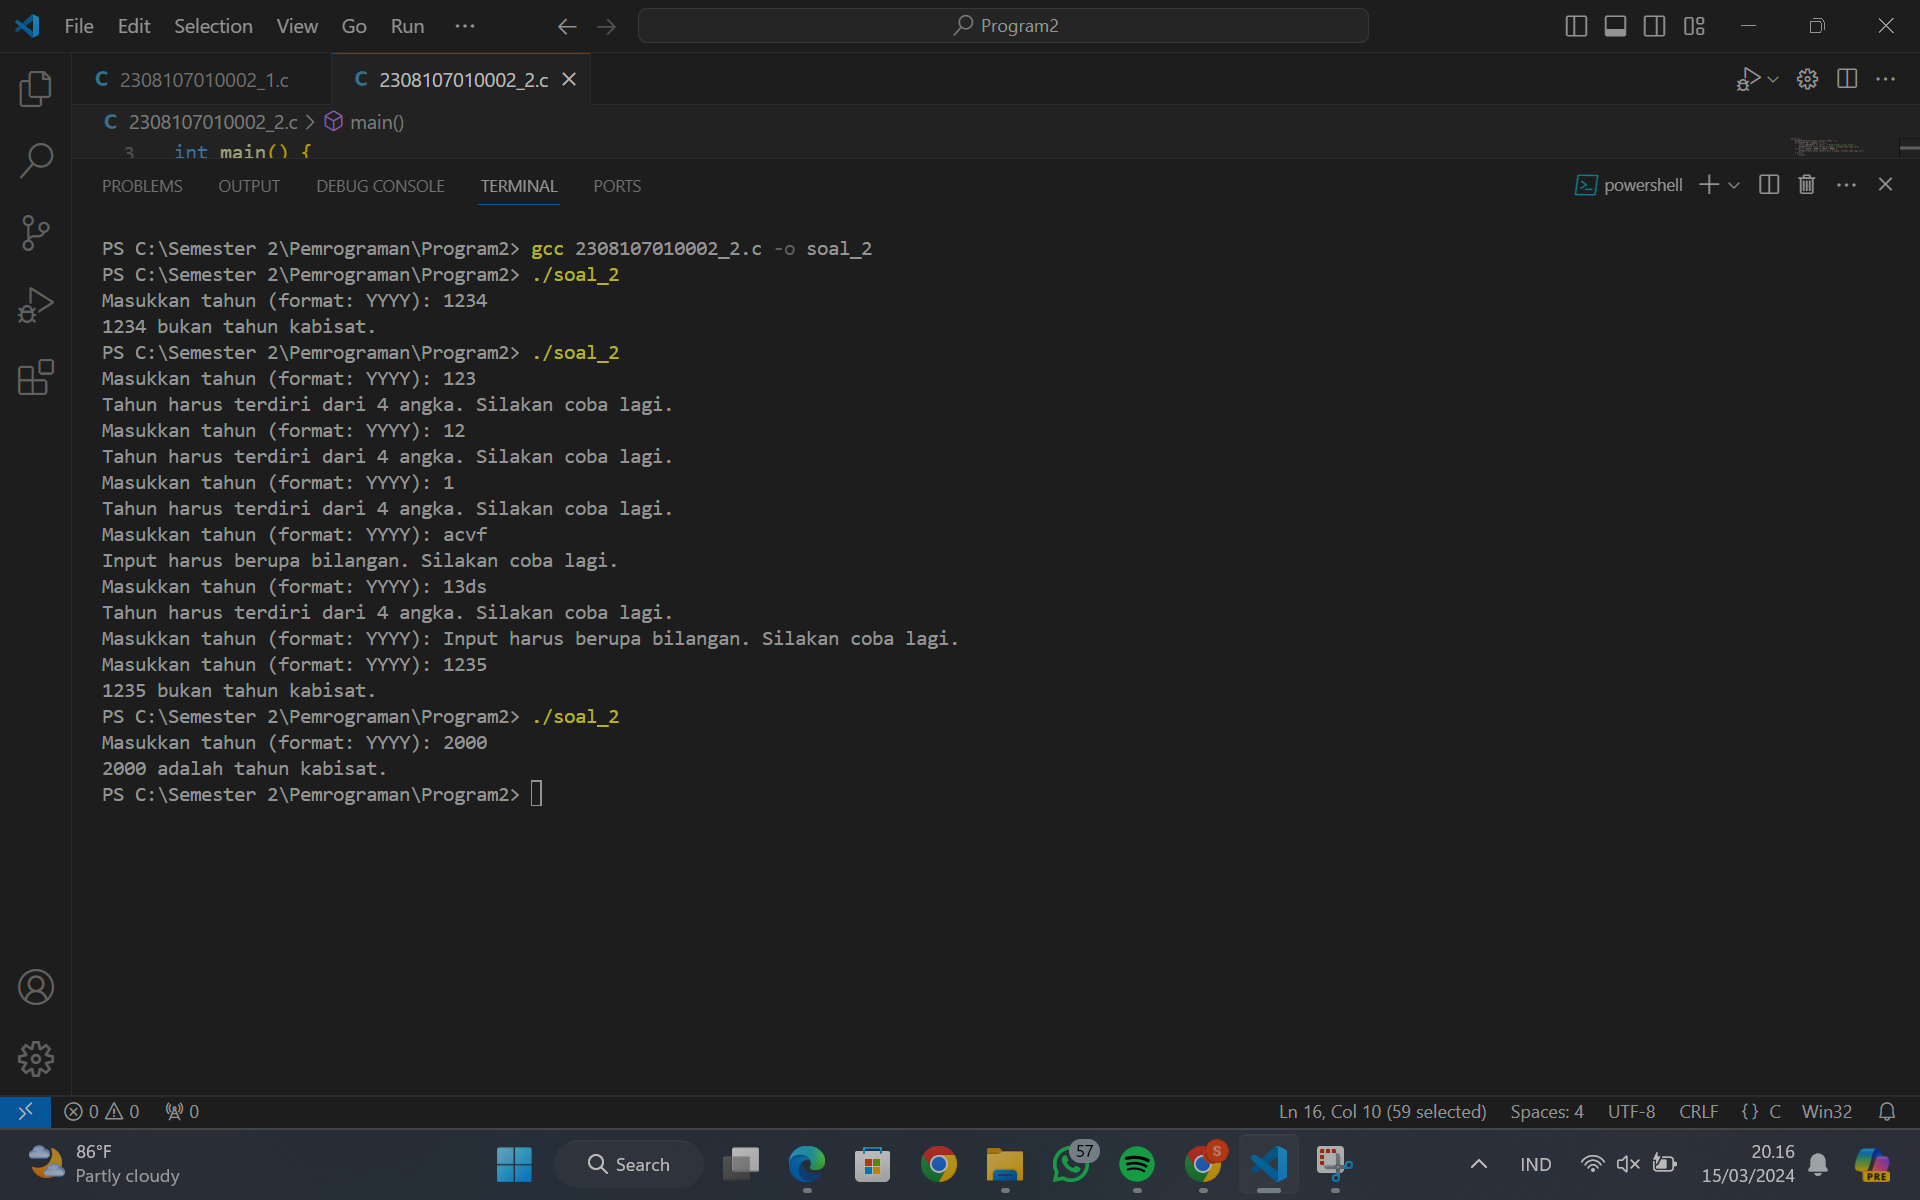 File Edit Selection View Go Run ··· Program2
2308107010002_1.c 2308107010002_2.c
2308107010002_2.c > main()
3 int main() {
PROBLEMS OUTPUT DEBUG CONSOLE TERMINAL PORTS powershell
PS C:\Semester 2\Pemrograman\Program2> gcc 2308107010002_2.c -o soal_2
PS C:\Semester 2\Pemrograman\Program2> ./soal_2
Masukkan tahun (format: YYYY): 1234
1234 bukan tahun kabisat.
PS C:\Semester 2\Pemrograman\Program2> ./soal_2
Masukkan tahun (format: YYYY): 123
Tahun harus terdiri dari 4 angka. Silakan coba lagi.
Masukkan tahun (format: YYYY): 12
Tahun harus terdiri dari 4 angka. Silakan coba lagi.
Masukkan tahun (format: YYYY): 1
Tahun harus terdiri dari 4 angka. Silakan coba lagi.
Masukkan tahun (format: YYYY): acvf
Input harus berupa bilangan. Silakan coba lagi.
Masukkan tahun (format: YYYY): 13ds
Tahun harus terdiri dari 4 angka. Silakan coba lagi.
Masukkan tahun (format: YYYY): Input harus berupa bilangan. Silakan coba lagi.
Masukkan tahun (format: YYYY): 1235
1235 bukan tahun kabisat.
PS C:\Semester 2\Pemrograman\Program2> ./soal_2
Masukkan tahun (format: YYYY): 2000
2000 adalah tahun kabisat.
PS C:\Semester 2\Pemrograman\Program2>
0 0 0 Ln 16, Col 10 (59 selected) Spaces: 4 UTF-8 CRLF {} C Win32
86°F
Partly cloudy
Search
57
S
IND
20.16
15/03/2024
PRE